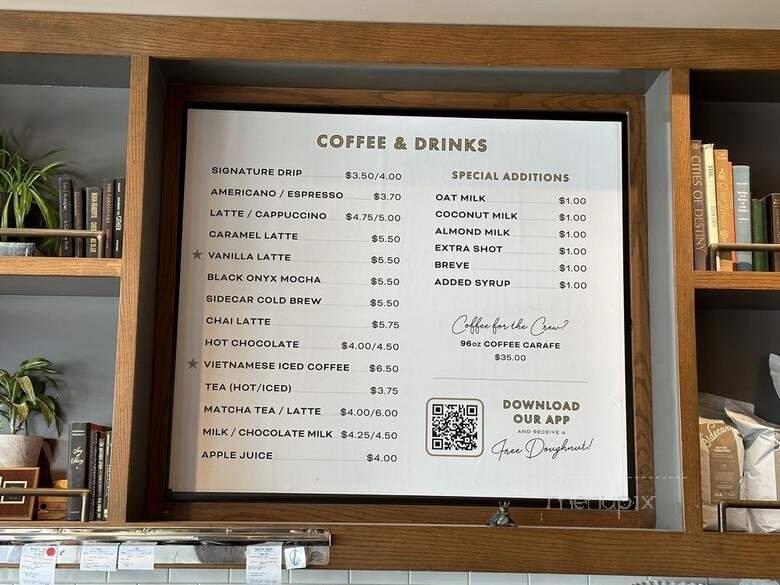 COFFEE & DRINKS
SIGNATURE DRIP $3.50/4.00
AMERICANO / ESPRESSO $3.70
LATTE / CAPPUCCINO $4.75/5.00
CARAMEL LATTE $5.50
★ VANILLA LATTE $5.50
BLACK ONYX MOCHA $5.50
SIDECAR COLD BREW $5.50
CHAI LATTE $5.75
HOT CHOCOLATE $4.00/4.50
★ VIETNAMESE ICED COFFEE $6.50
TEA (HOT/ICED) $3.75
MATCHA TEA / LATTE $4.00/6.00
MILK / CHOCOLATE MILK $4.25/4.50
APPLE JUICE $4.00
SPECIAL ADDITIONS
OAT MILK $1.00
COCONUT MILK $1.00
ALMOND MILK $1.00
EXTRA SHOT $1.00
BREVE $1.00
ADDED SYRUP $1.00
Coffee for the Crew?
96oz COFFEE CARAFE
$35.00
DOWNLOAD
OUR APP
AND RECEIVE A
Free Doughnut!
CITIES OF DESTINY
Sidecar
menupix